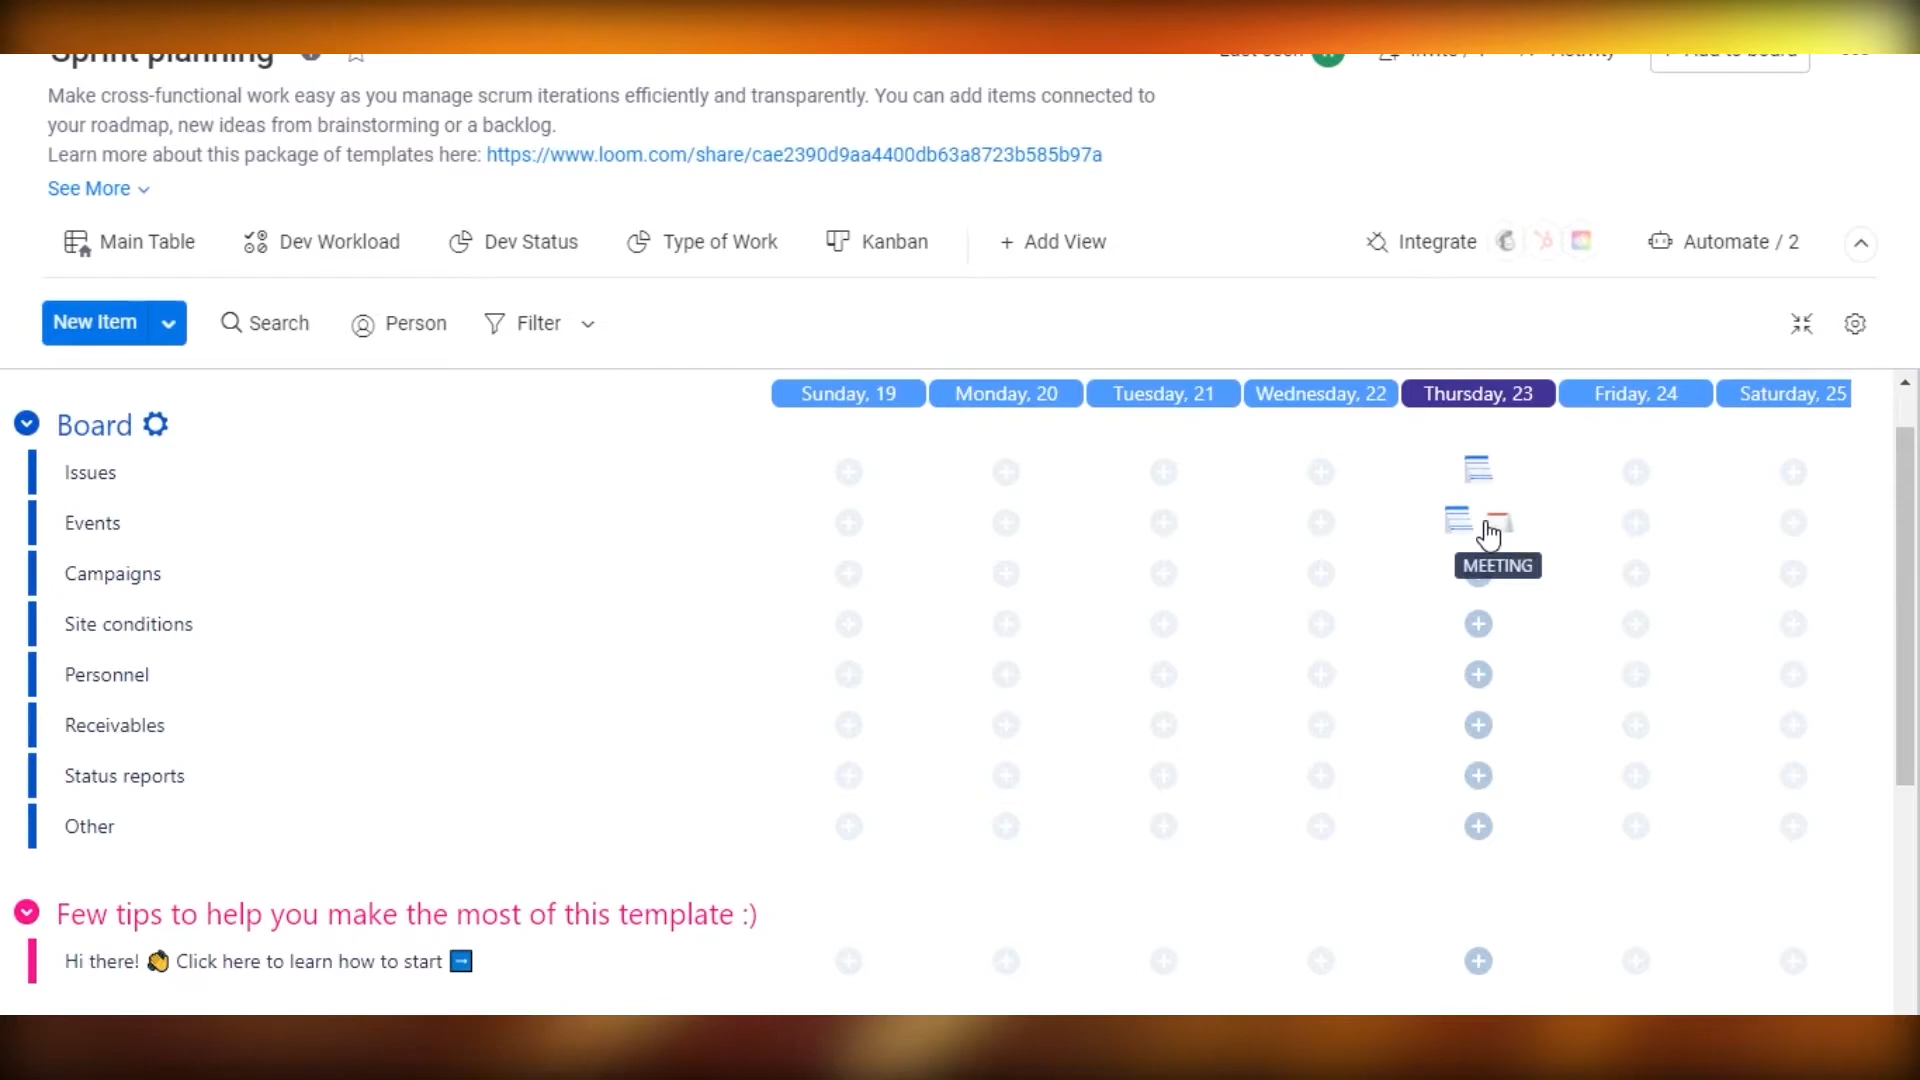 Sprint planning
Make cross-functional work easy as you manage scrum iterations efficiently and transparently. You can add items connected to
your roadmap, new ideas from brainstorming or a backlog.
Learn more about this package of templates here: https://www.loom.com/share/cae2390d9aa4400db63a8723b585b97a
See More
Main Table Dev Workload Dev Status Type of Work Kanban + Add View Integrate Automate / 2
New Item Search Person Filter
Sunday, 19 Monday, 20 Tuesday, 21 Wednesday, 22 Thursday, 23 Friday, 24 Saturday, 25
Board
Issues
Events
MEETING
Campaigns
Site conditions
Personnel
Receivables
Status reports
Other
Few tips to help you make the most of this template :)
Hi there! Click here to learn how to start